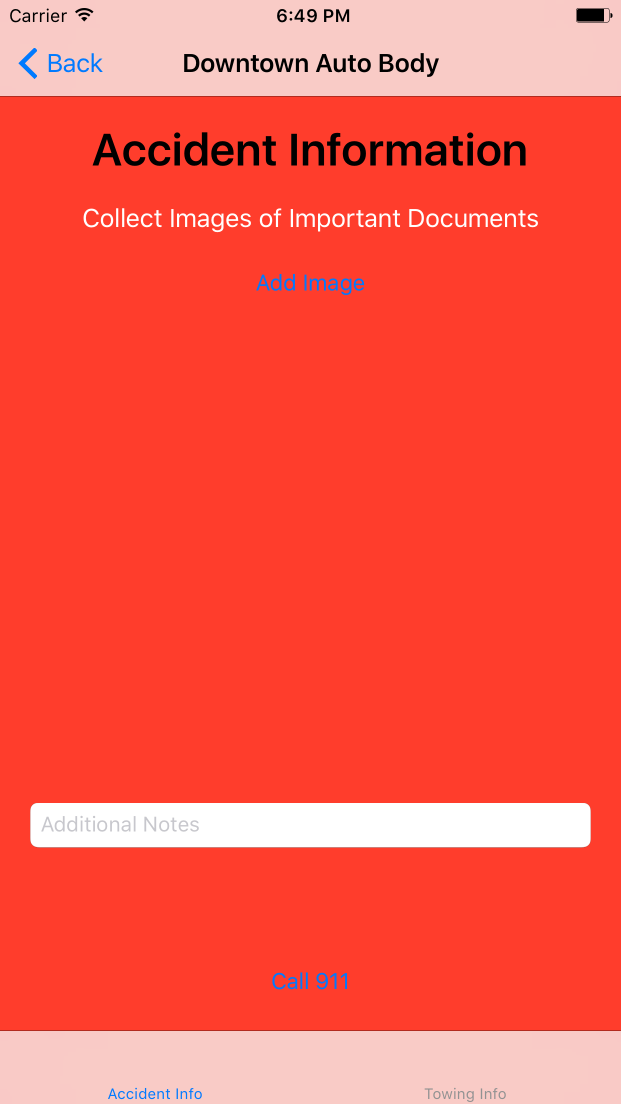 Carrier 6:49 PM
Back Downtown Auto Body
Accident Information
Collect Images of Important Documents
Add Image
Additional Notes
Call 911
Accident Info Towing Info